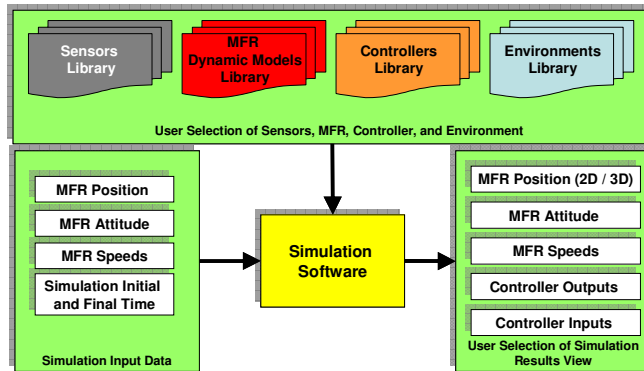 Sensors
Library
MFR
Dynamic Models
Library
Controllers
Library
Environments
Library
User Selection of Sensors, MFR, Controller, and Environment
MFR Position
MFR Attitude
MFR Speeds
Simulation Initial
and Final Time
Simulation Input Data
Simulation
Software
MFR Position (2D / 3D)
MFR Attitude
MFR Speeds
Controller Outputs
Controller Inputs
User Selection of Simulation
Results View